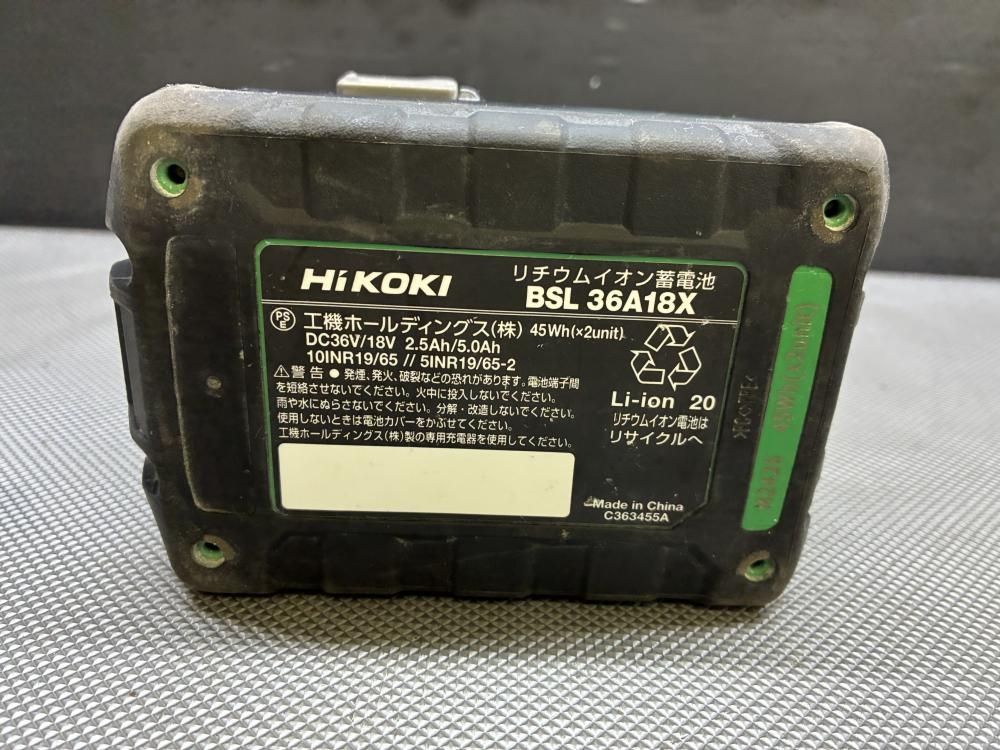 HiKOKI
リチウムイオン蓄電池
BSL 36A18X
PS
E
工機ホールディングス(株) 45Wh(×2unit)
DC36V/18V 2.5Ah/5.0Ah
10INR19/65 // 5INR19/65-2
⚠警告 ● 発煙、発火、破裂などの恐れがあります。電池端子間
を短絡させないでください。火中に投入しないでください。
雨や水にぬらさないでください。分解・改造しないでください。
使用しないときは電池カバーをかぶせてください。
工機ホールディングス(株)製の専用充電器を使用してください。
Li-ion 20
リチウムイオン電池は
リサイクルへ
Made in China
C363455A
45Wh(×2unit)